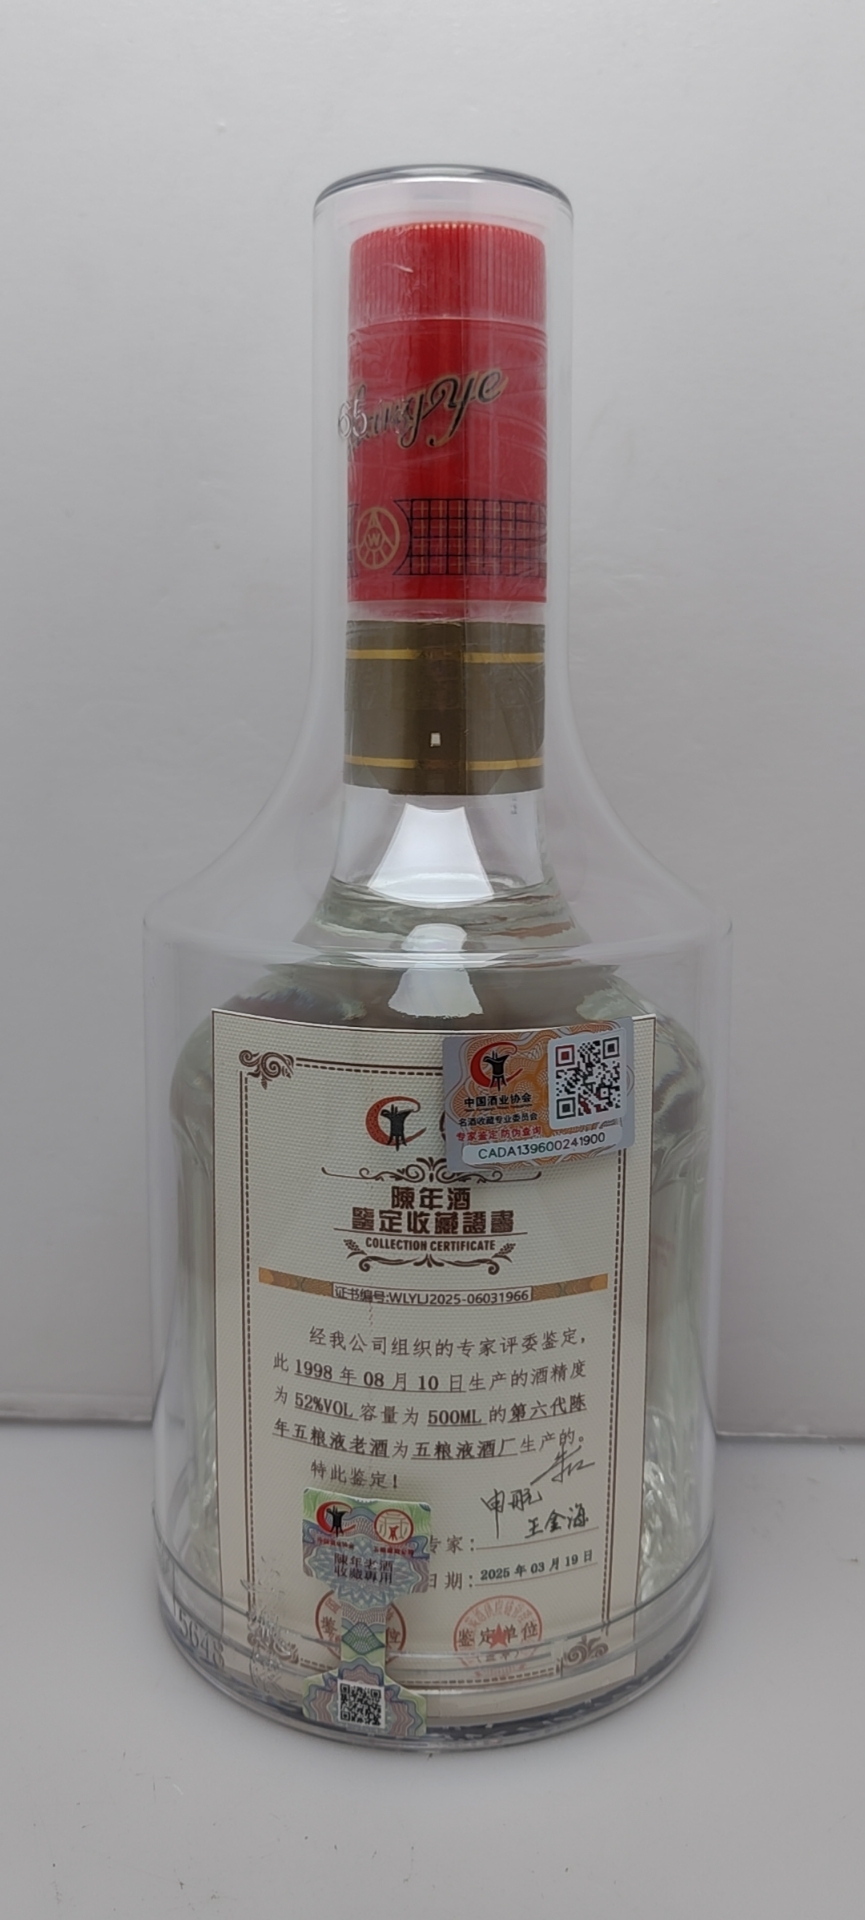 65
W
中国酒业协会
名酒收藏专业委员会
专家鉴定 防伪查询
CADA139600241900
陳年酒
鑒定收藏證書
COLLECTION CERTIFICATE
证书编号:WLYLJ2025-06031966
经我公司组织的专家评委鉴定,
此 1998 年 08 月 10 日生产的酒精度
为 52%VOL 容量为 500ML 的第六代陈
年五粮液老酒为五粮液酒厂生产的。
特此鉴定!
申航
王金海
专家:
日期: 2025 年 03 月 19 日
陳年老酒
收藏專用
鉴定单位
5648